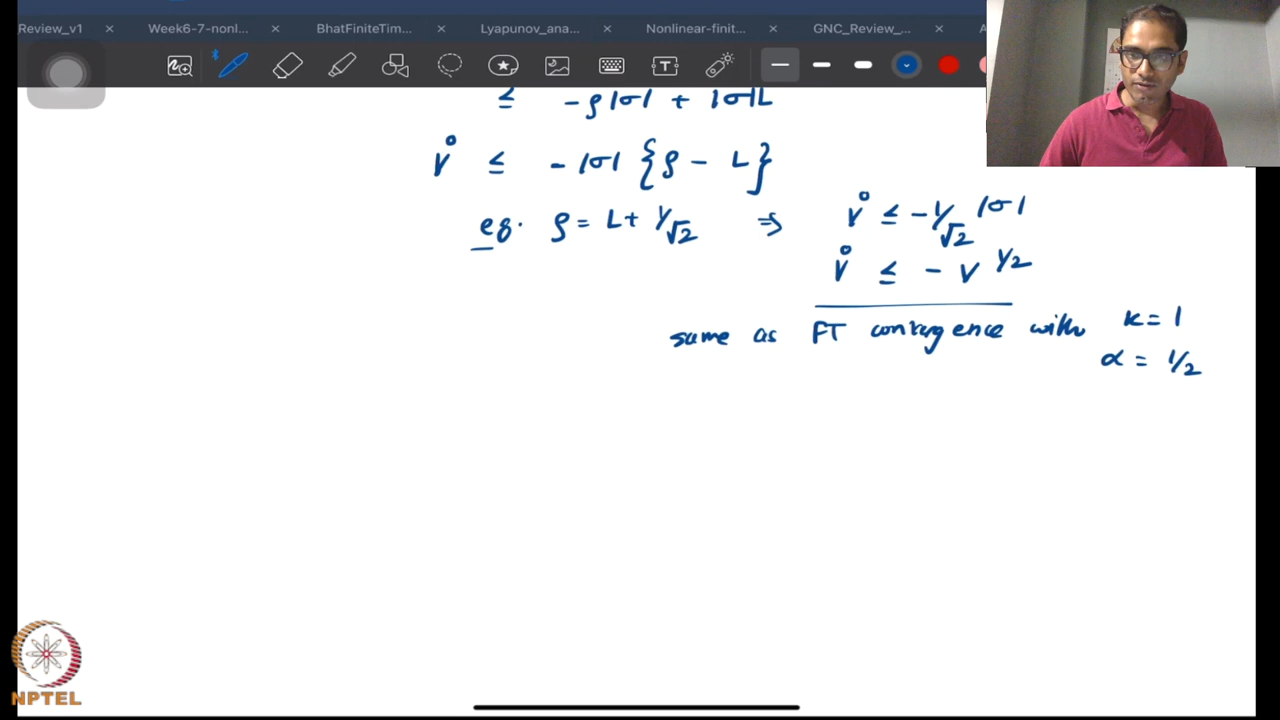 Review_v1 Week6-7-nonl... BhatFiniteTim... Lyapunov_ana... Nonlinear-finit... GNC_Review_...
≤ - ρ|σ| + |σ|L
V̇ ≤ - |σ| {ρ - L}
eg. ρ = L + 1/√2 ⇒ V̇ ≤ - 1/√2 |σ|
V̇ ≤ - V^{1/2}
same as FT convergence with κ = 1
α = 1/2
NPTEL